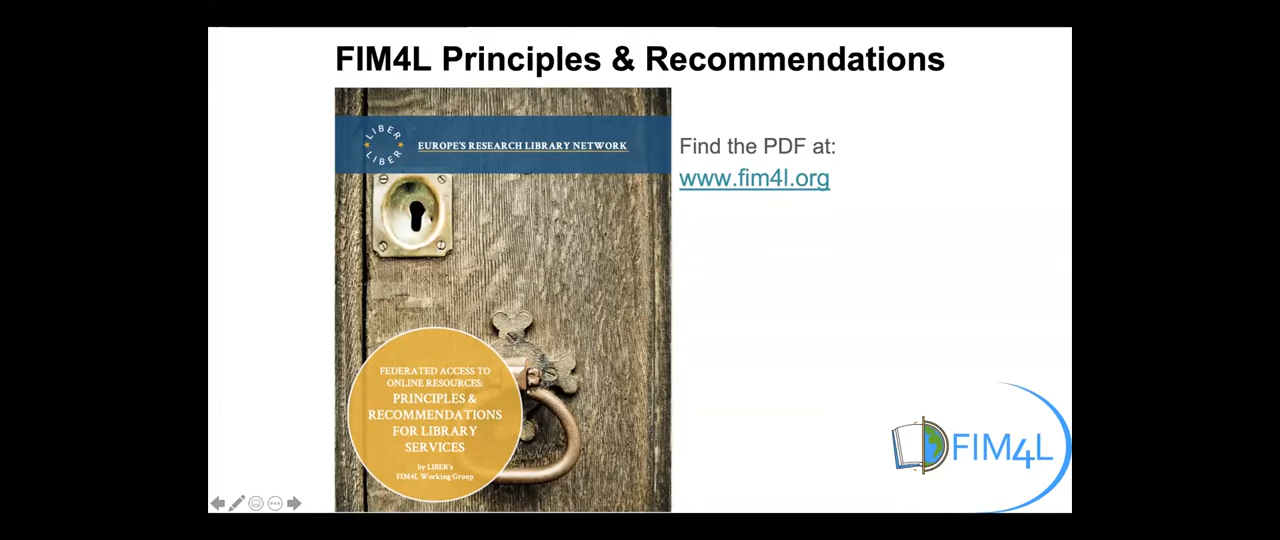 FIM4L Principles & Recommendations
LIBER
LIBER
EUROPE'S RESEARCH LIBRARY NETWORK
Find the PDF at:
www.fim4l.org
FEDERATED ACCESS TO
ONLINE RESOURCES:
PRINCIPLES &
RECOMMENDATIONS
FOR LIBRARY
SERVICES
by LIBER's
FIM4L Working Group
FIM4L